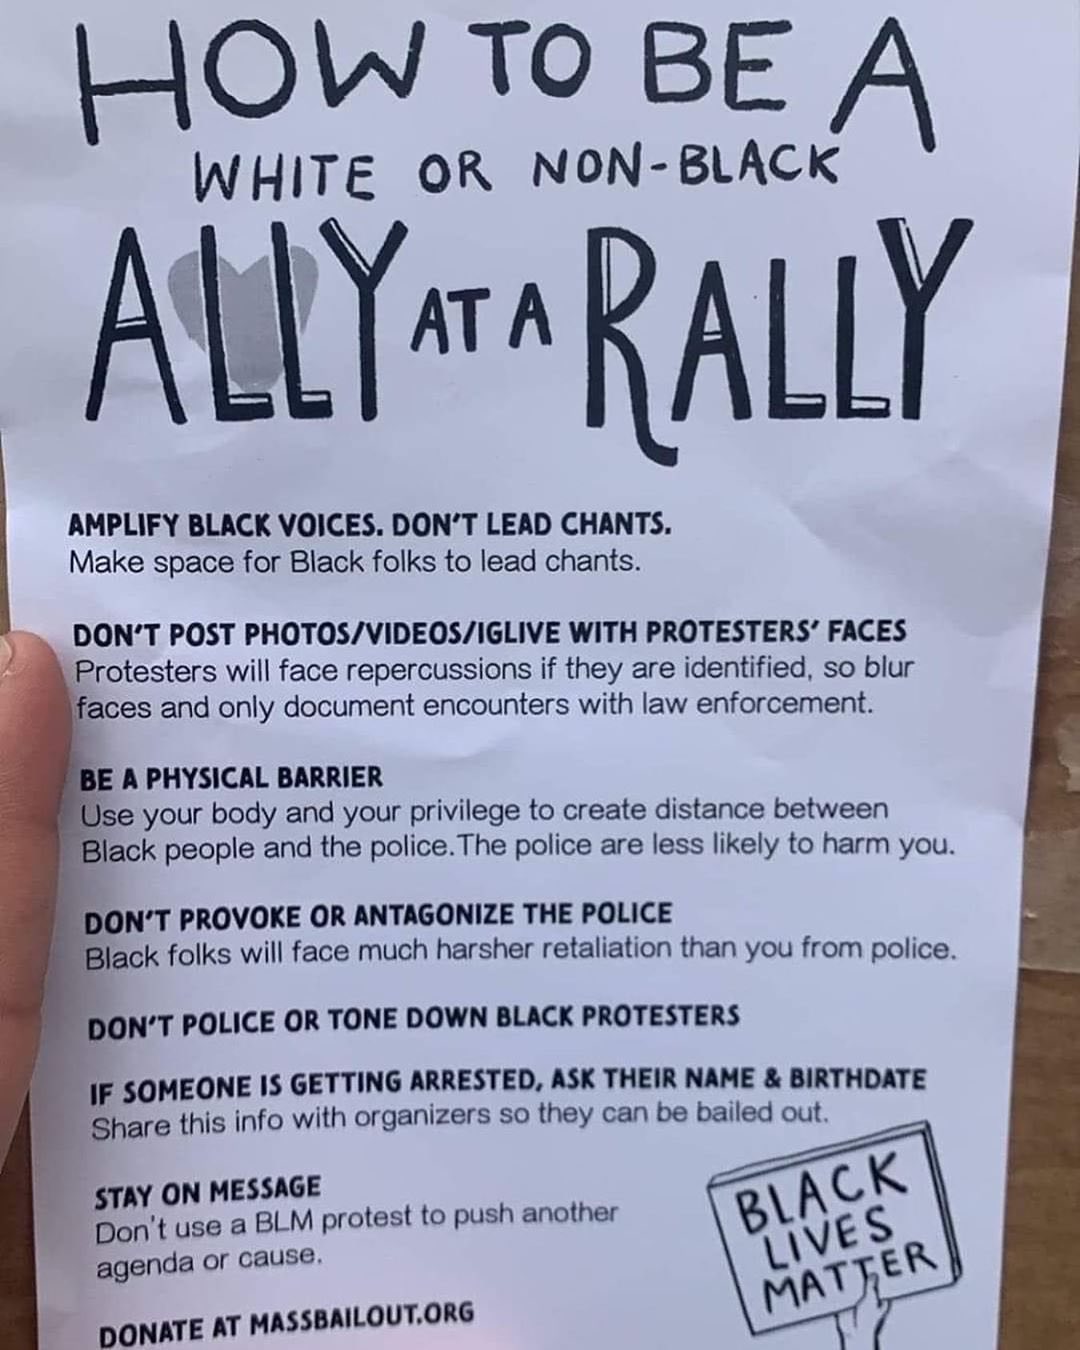 HOW TO BE A
WHITE OR NON-BLACK
ALLY AT A RALLY
AMPLIFY BLACK VOICES. DON'T LEAD CHANTS.
Make space for Black folks to lead chants.
DON'T POST PHOTOS/VIDEOS/IGLIVE WITH PROTESTERS' FACES
Protesters will face repercussions if they are identified, so blur
faces and only document encounters with law enforcement.
BE A PHYSICAL BARRIER
Use your body and your privilege to create distance between
Black people and the police. The police are less likely to harm you.
DON'T PROVOKE OR ANTAGONIZE THE POLICE
Black folks will face much harsher retaliation than you from police.
DON'T POLICE OR TONE DOWN BLACK PROTESTERS
IF SOMEONE IS GETTING ARRESTED, ASK THEIR NAME & BIRTHDATE
Share this info with organizers so they can be bailed out.
STAY ON MESSAGE
Don't use a BLM protest to push another
agenda or cause.
DONATE AT MASSBAILOUT.ORG
BLACK
LIVES
MATTER